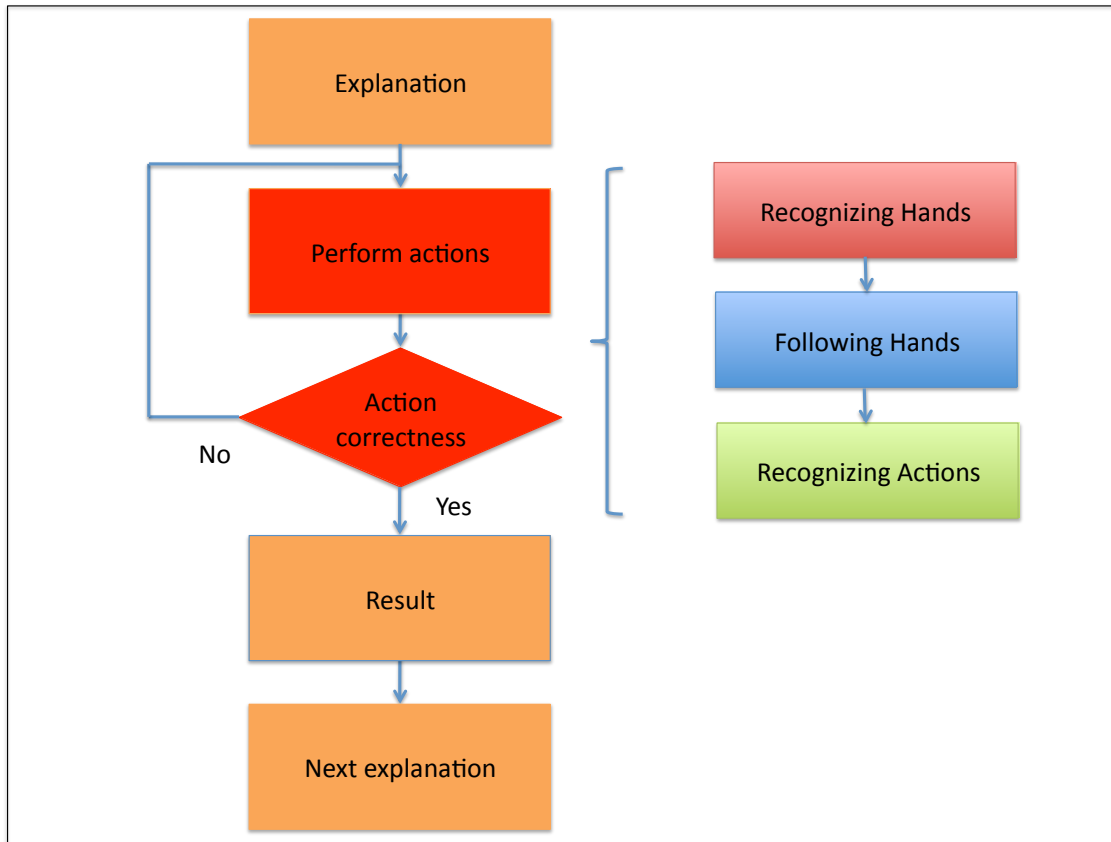 Explanation
Perform actions
Action
correctness
No
Yes
Result
Next explanation
Recognizing Hands
Following Hands
Recognizing Actions